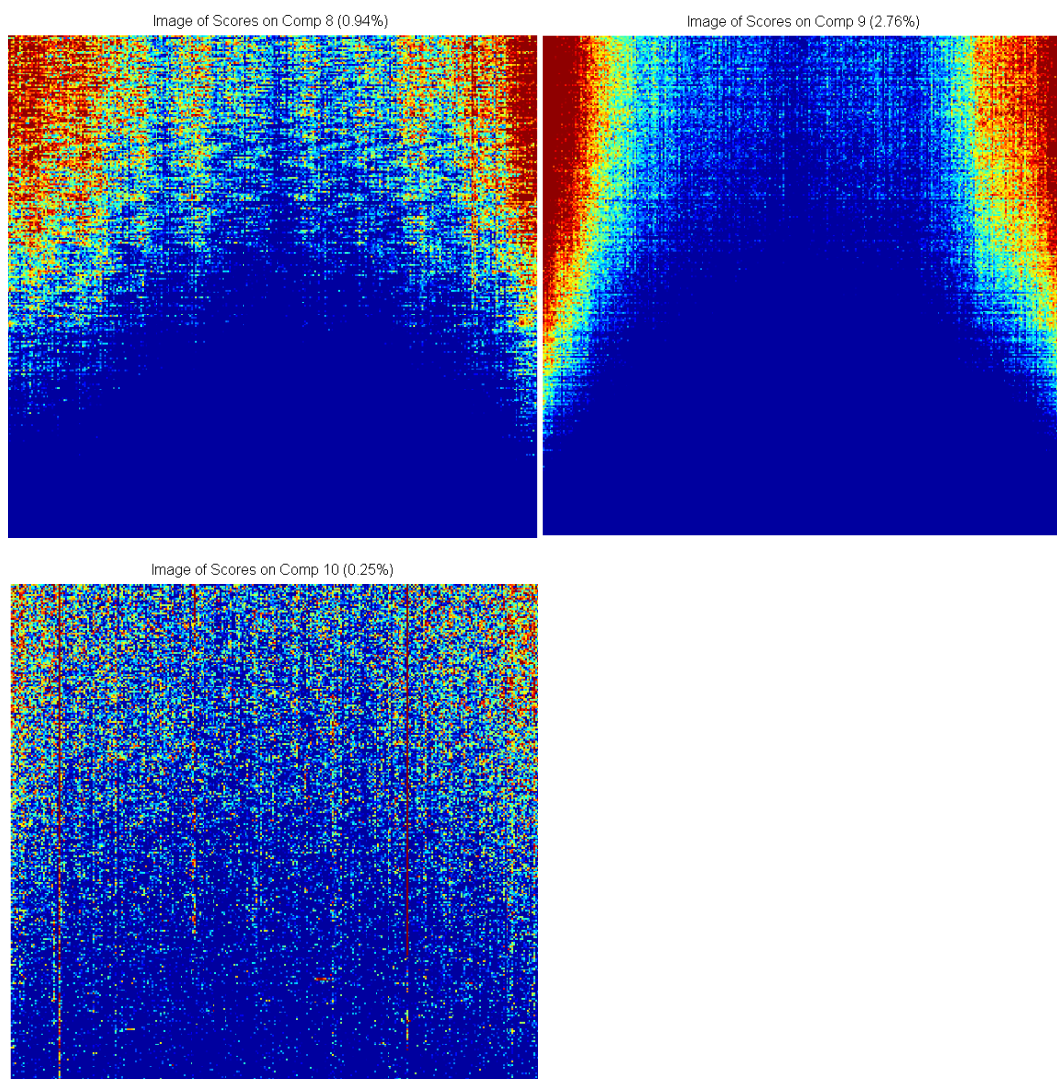 Image of Scores on Comp 8 (0.94%)
Image of Scores on Comp 9 (2.76%)
Image of Scores on Comp 10 (0.25%)